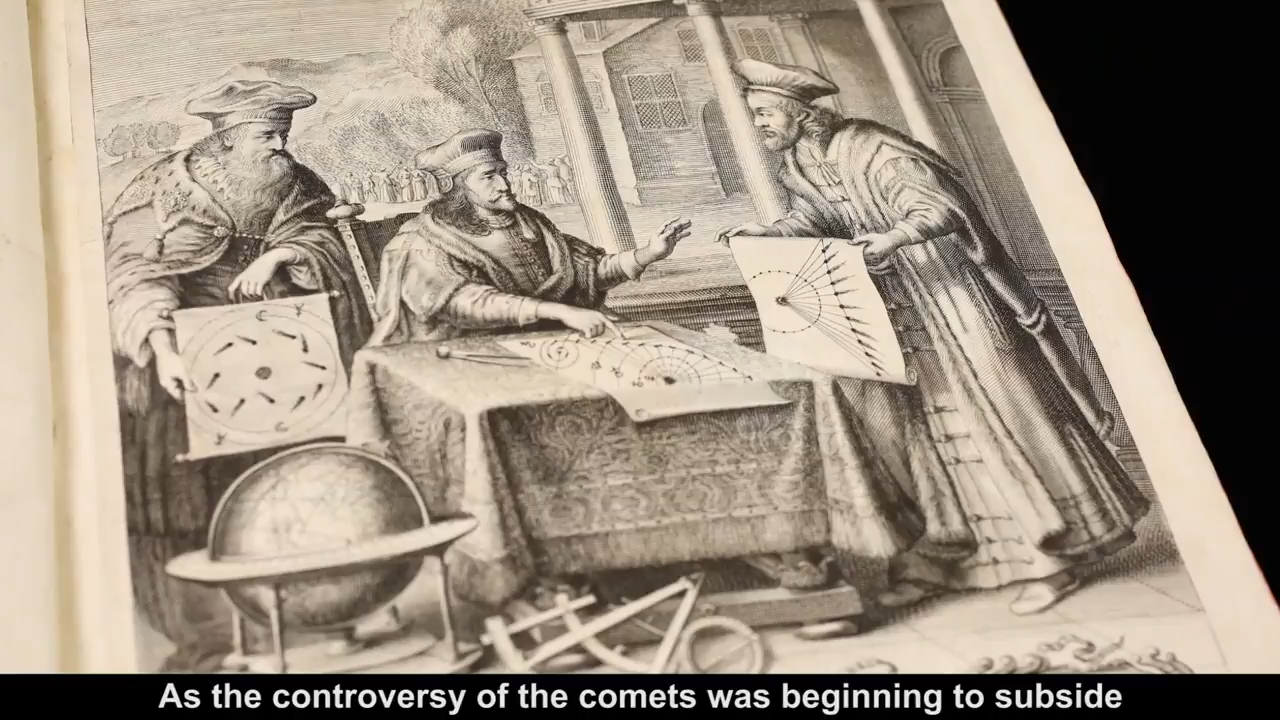 As the controversy of the comets was beginning to subside